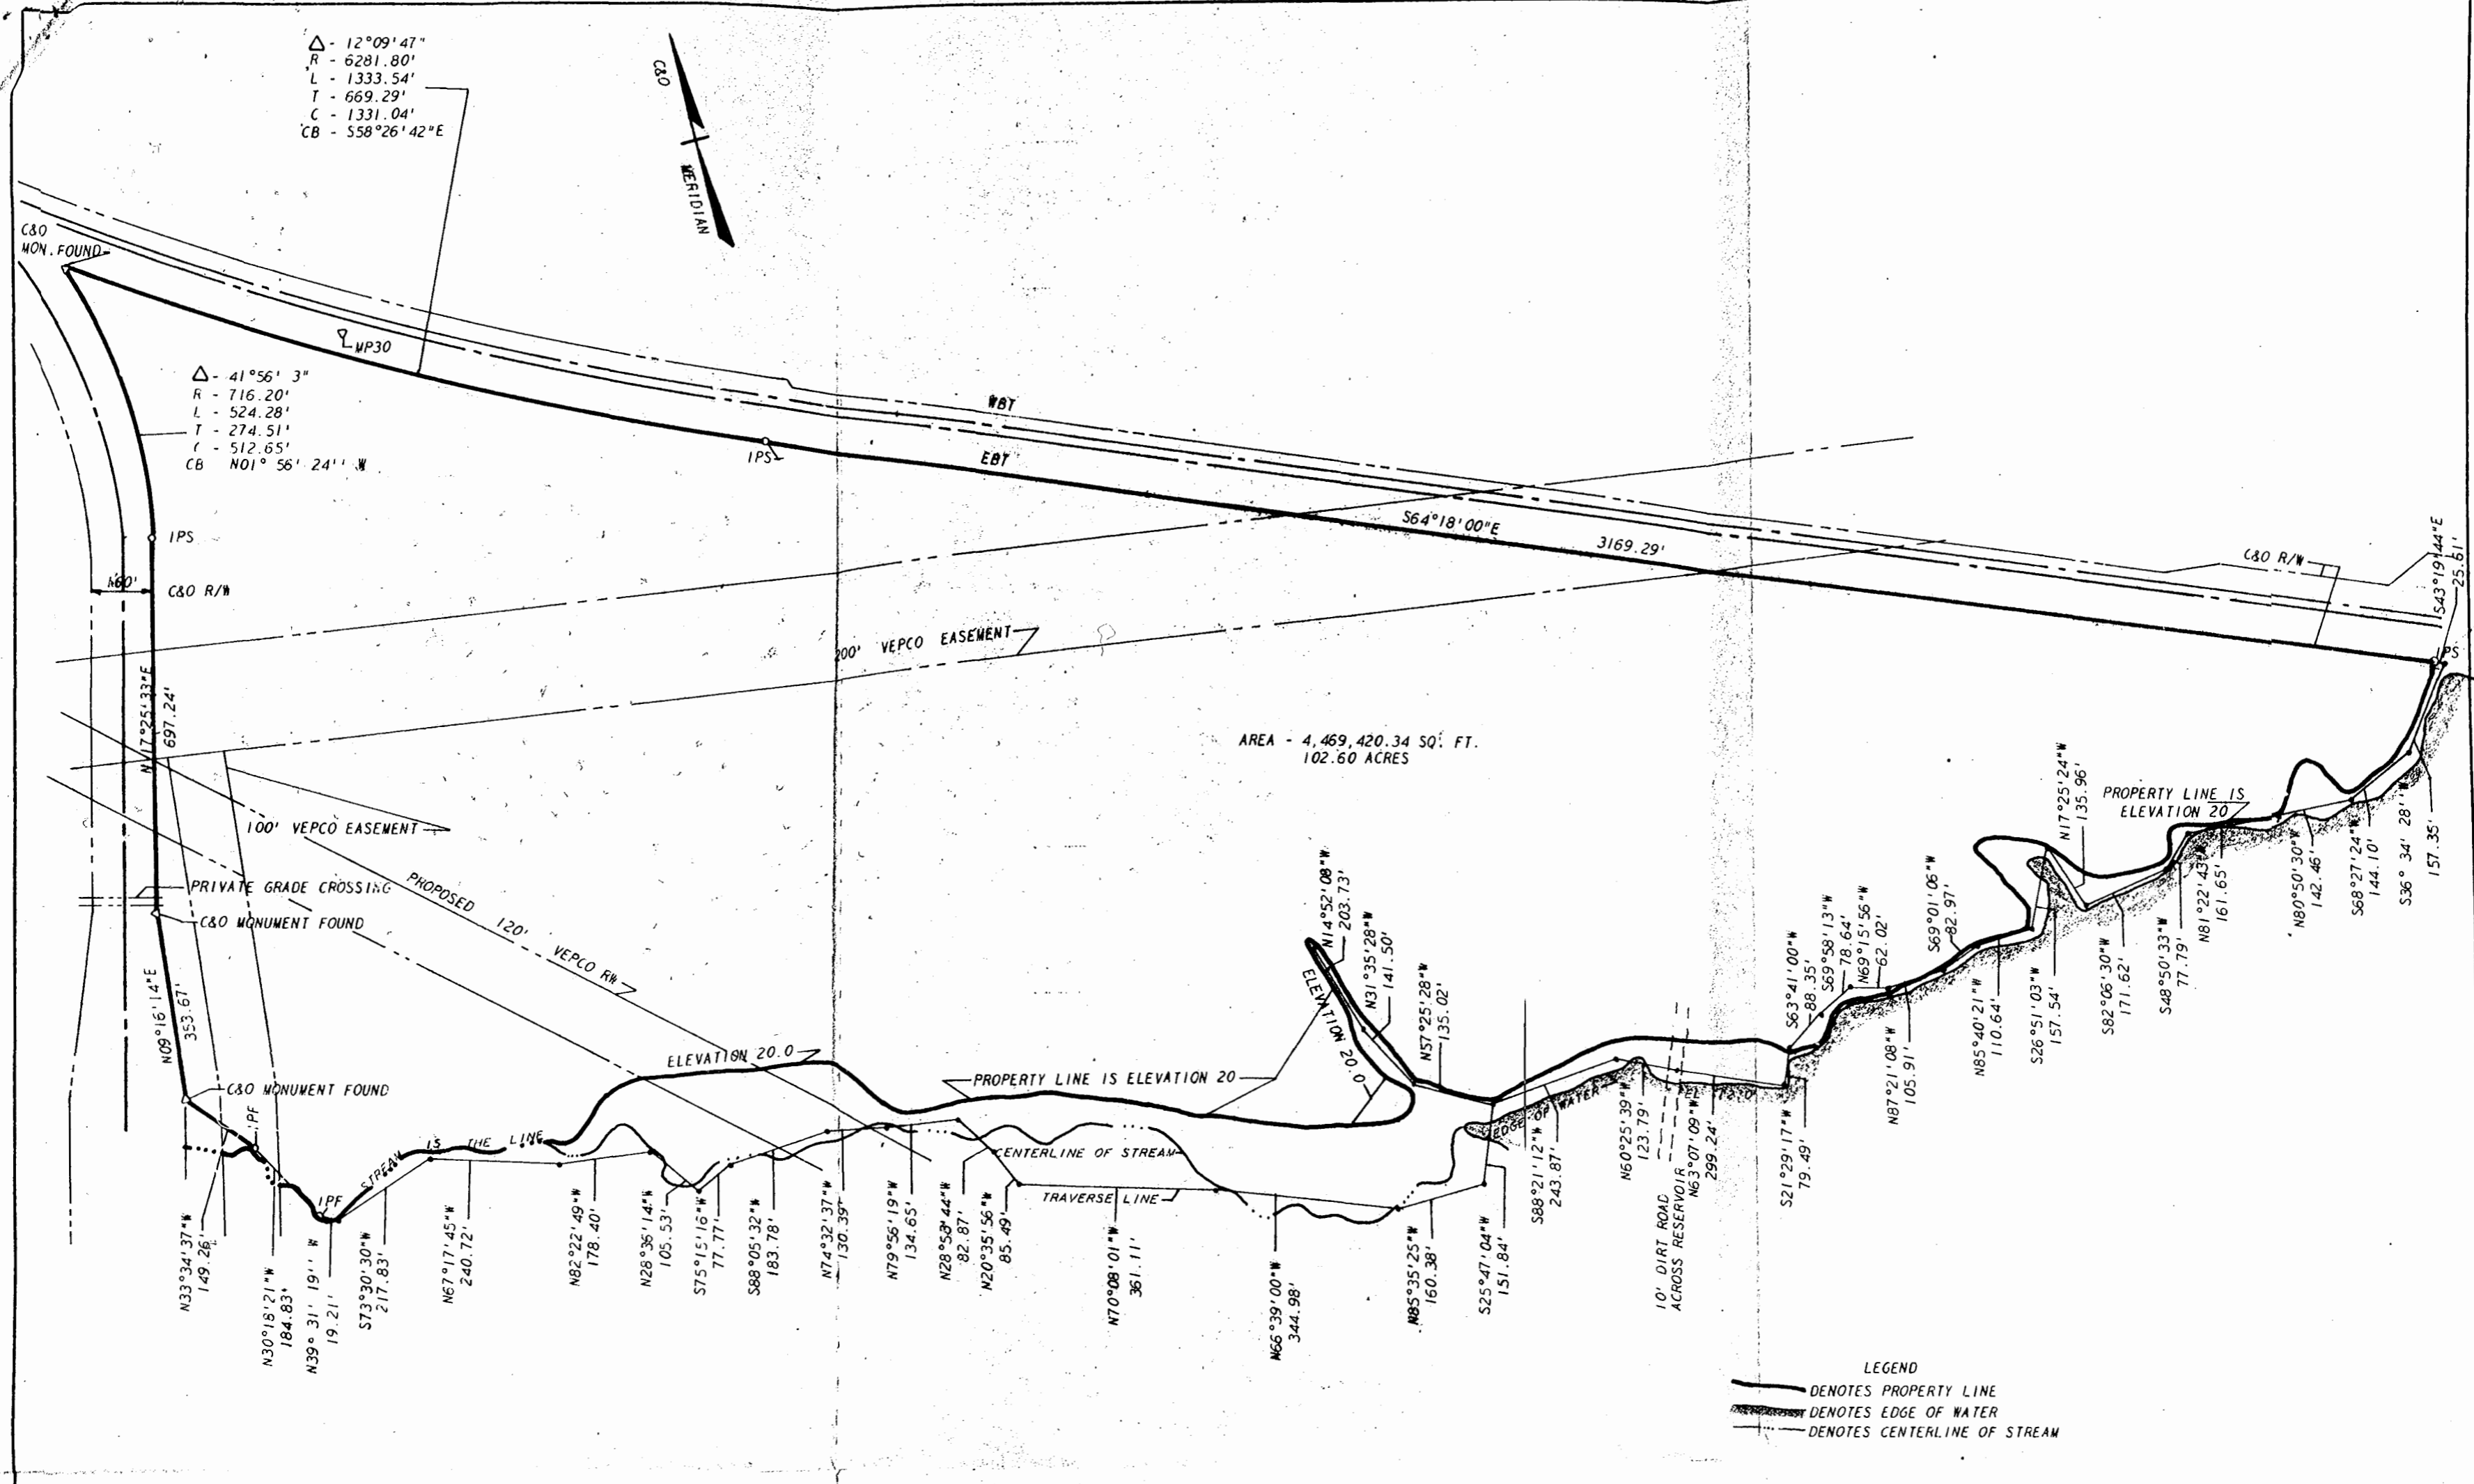 Δ - 12°09'47"
R - 6281.80'
L - 1333.54'
T - 669.29'
C - 1331.04'
CB - S58°26'42"E
C&O
MERIDIAN
C&O
MON. FOUND
MP30
Δ - 41°56' 3"
R - 716.20'
L - 524.28'
T - 274.51'
C - 512.65'
CB N01° 56' 24'' W
IPS
IPS
WBT
EBT
S64°18'00"E
3169.29'
C&O R/W
S43°19'44"E
25.61'
IPS
60'
C&O R/W
200' VEPCO EASEMENT
N17°25'33"E
697.24'
AREA - 4,469,420.34 SQ. FT.
102.60 ACRES
100' VEPCO EASEMENT
PRIVATE GRADE CROSSING
C&O MONUMENT FOUND
PROPOSED 120' VEPCO RW
N09°16'14"E
353.67'
C&O MONUMENT FOUND
IPF
IPF
STREAM IS THE LINE
ELEVATION 20.0
PROPERTY LINE IS ELEVATION 20
ELEVATION 20.0
CENTERLINE OF STREAM
TRAVERSE LINE
EDGE OF WATER
N14°52'08"W
203.73'
N31°35'28"W
141.50'
N57°25'28"W
135.02'
S63°41'00"W
88.35'
S69°58'13"W
78.64'
N69°15'56"W
62.02'
S69°01'06"W
82.97'
N17°25'24"W
135.96'
PROPERTY LINE IS
ELEVATION 20
N33°34'37"W
149.26'
N30°18'21"W
184.83'
N39° 31' 19'' W
19.21'
S73°30'30"W
217.83'
N67°17'45"W
240.72'
N82°22'49"W
178.40'
N28°36'14"W
105.53'
S75°15'16"W
77.77'
S88°05'32"W
183.78'
N74°32'37"W
130.39'
N79°56'19"W
134.65'
N28°58'44"W
82.87'
N20°35'56"W
85.49'
N70°08'01"W
361.11'
N66°39'00"W
344.98'
N85°35'25"W
160.38'
S25°47'04"W
151.84'
S88°21'12"W
243.87'
N60°25'39"W
123.79'
10' DIRT ROAD
ACROSS RESERVOIR
N63°07'09"W
299.24'
S21°29'17"W
79.49'
N87°21'08"W
105.91'
N85°40'21"W
110.64'
S26°51'03"W
157.54'
S82°06'30"W
171.62'
S48°50'33"W
77.79'
N81°22'43"W
161.65'
N80°50'30"W
142.46'
S68°27'24"W
144.10'
S36° 34' 28''W
157.35'
LEGEND
DENOTES PROPERTY LINE
DENOTES EDGE OF WATER
DENOTES CENTERLINE OF STREAM